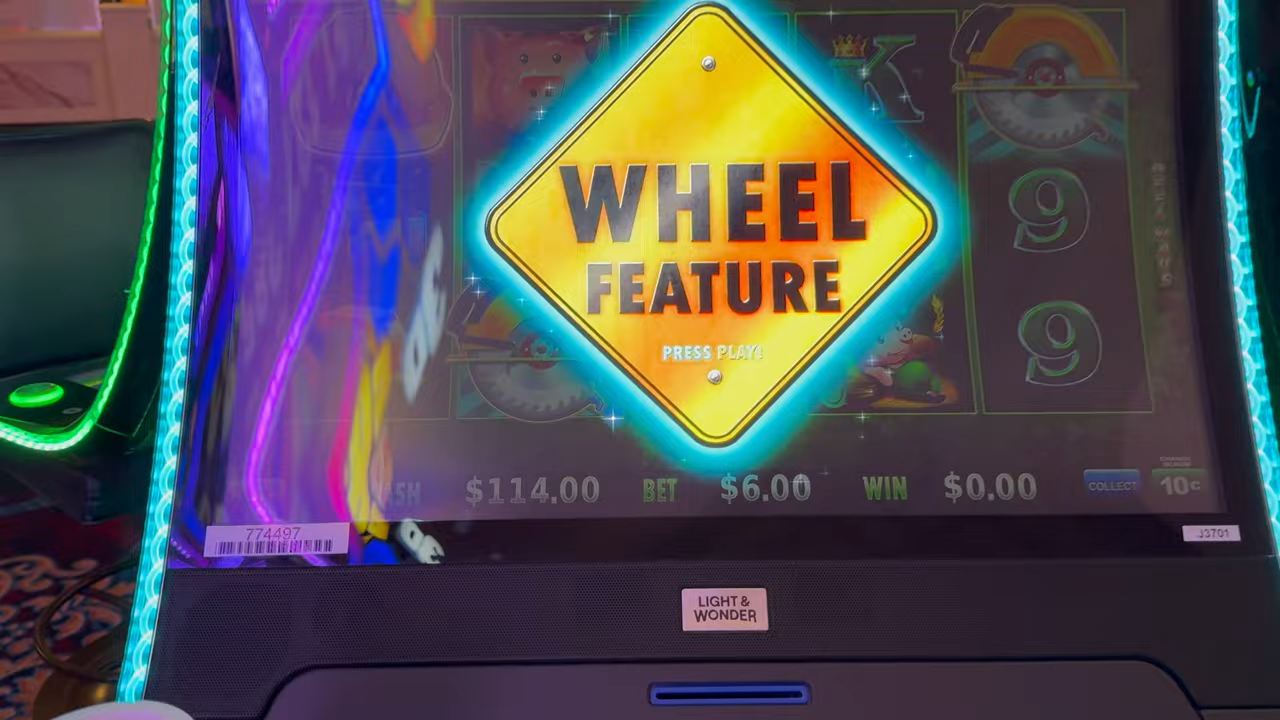 K
WHEEL
FEATURE
PRESS PLAY!
9
9
$114.00 BET $6.00 WIN $0.00
COLLECT
10¢
774497
J3701
LIGHT &
WONDER